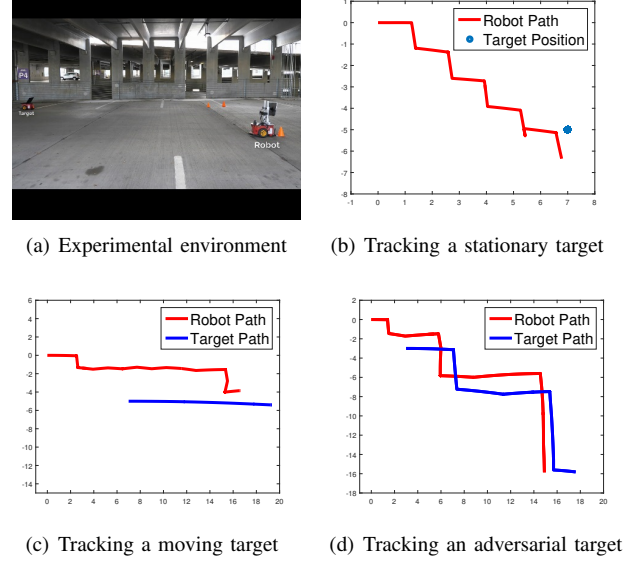 P4
Target
Robot
(a) Experimental environment
Robot Path
Target Position
1
0
-1
-2
-3
-4
-5
-6
-7
-8
-1 0 1 2 3 4 5 6 7 8
(b) Tracking a stationary target
Robot Path
Target Path
6
4
2
0
-2
-4
-6
-8
-10
-12
-14
0 2 4 6 8 10 12 14 16 18 20
(c) Tracking a moving target
Robot Path
Target Path
2
0
-2
-4
-6
-8
-10
-12
-14
-16
-18
0 2 4 6 8 10 12 14 16 18 20
(d) Tracking an adversarial target